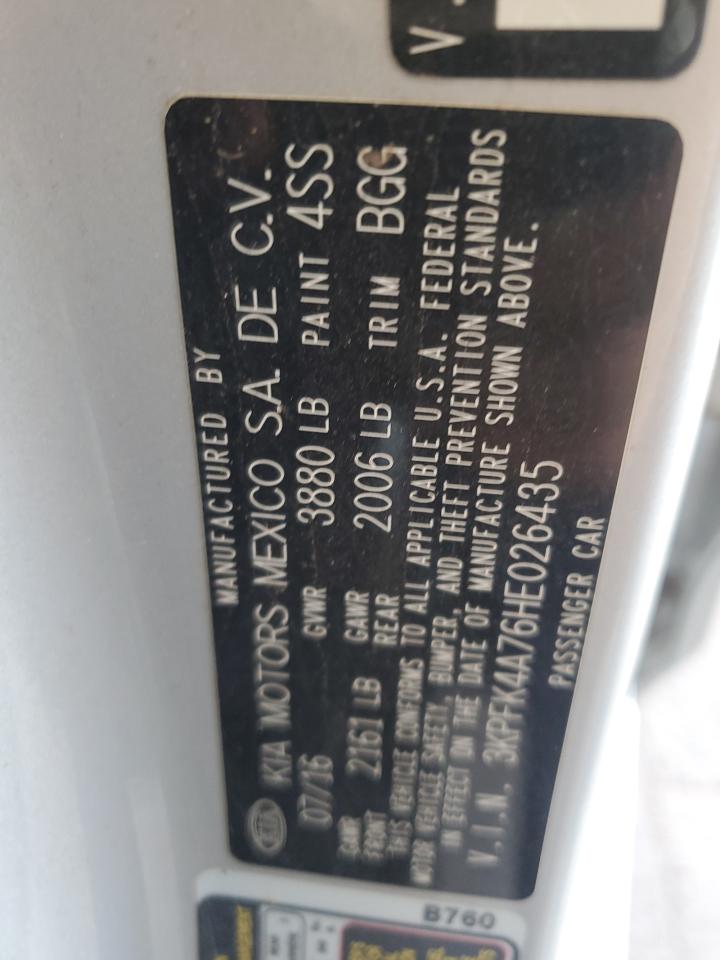 MANUFACTURED BY
KIA KIA MOTORS MEXICO S.A. DE C.V.
07/16 GVWR 3880 LB PAINT 4SS
GAWR FRONT 2161 LB GAWR REAR 2006 LB TRIM BGG
THIS VEHICLE CONFORMS TO ALL APPLICABLE U.S.A. FEDERAL
MOTOR VEHICLE SAFETY, BUMPER, AND THEFT PREVENTION STANDARDS
IN EFFECT ON THE DATE OF MANUFACTURE SHOWN ABOVE.
V.I.N. 3KPFK4A76HE026435
PASSENGER CAR
B760
V